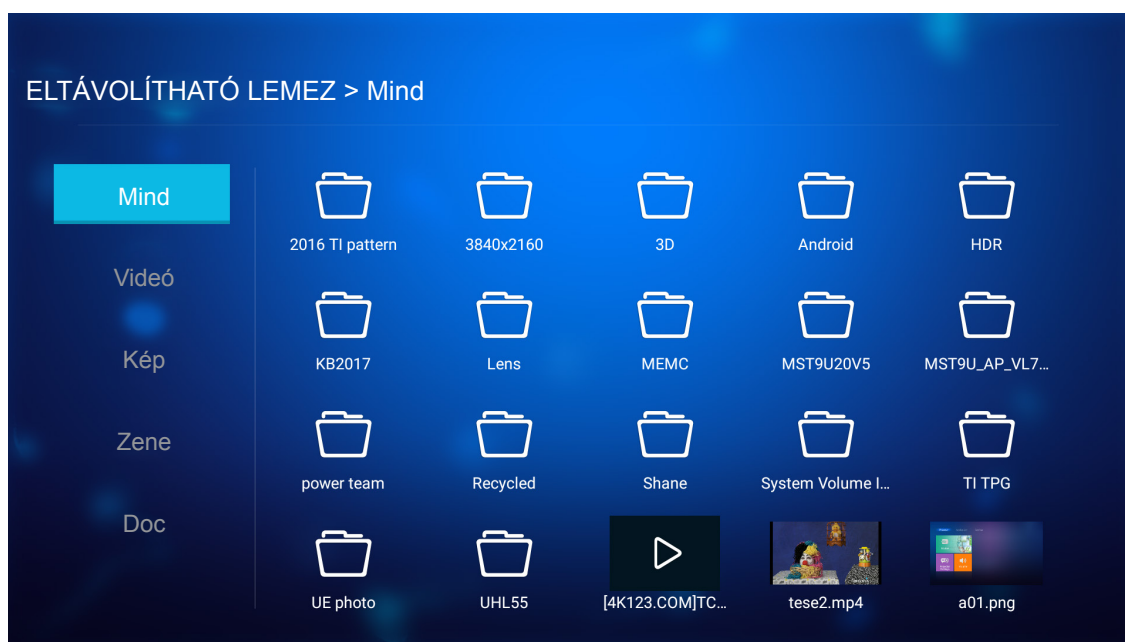 ELTÁVOLÍTHATÓ LEMEZ > Mind
Mind
Videó
Kép
Zene
Doc
2016 TI pattern
3840x2160
3D
Android
HDR
KB2017
Lens
MEMC
MST9U20V5
MST9U_AP_VL7...
power team
Recycled
Shane
System Volume I...
TI TPG
UE photo
UHL55
[4K123.COM]TC...
tese2.mp4
a01.png